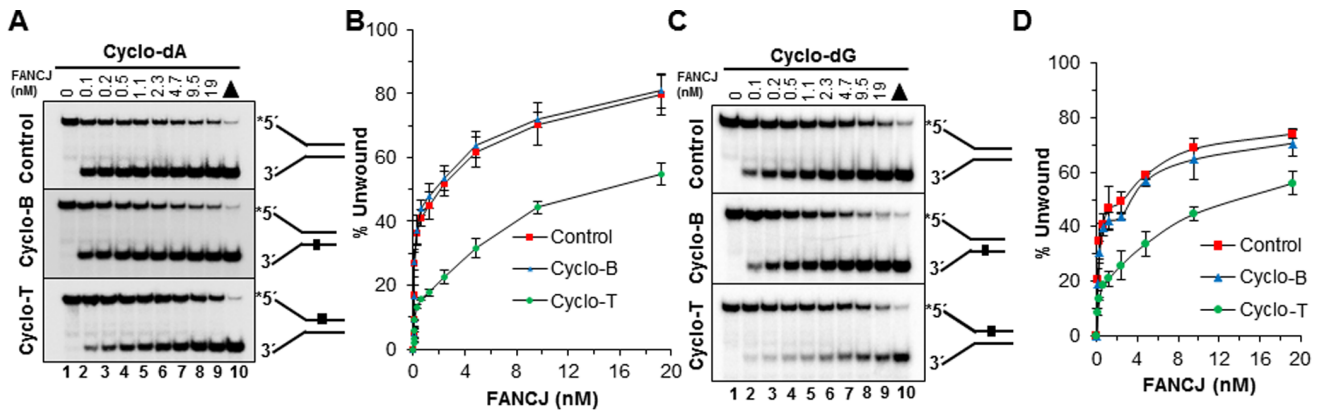 A
Cyclo-dA
FANCJ
(nM)
0 0.1 0.2 0.5 1.1 2.3 4.7 9.5 19 ▲
Control
*5´
3´
Cyclo-B
*5´
3´
Cyclo-T
*5´
3´
1 2 3 4 5 6 7 8 9 10
B
100
80
60
40
20
0
% Unwound
Control
Cyclo-B
Cyclo-T
0 4 8 12 16 20
FANCJ (nM)
C
Cyclo-dG
FANCJ
(nM)
0 0.1 0.2 0.5 1.1 2.3 4.7 9.5 19 ▲
Control
*5´
3´
Cyclo-B
*5´
3´
Cyclo-T
*5´
3´
1 2 3 4 5 6 7 8 9 10
D
100
80
60
40
20
0
% Unwound
Control
Cyclo-B
Cyclo-T
0 4 8 12 16 20
FANCJ (nM)